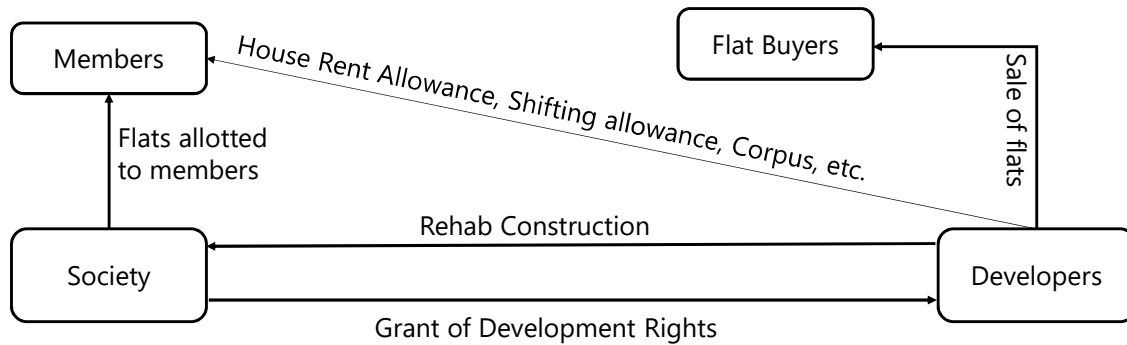 Members
Flat Buyers
House Rent Allowance, Shifting allowance, Corpus, etc.
Sale of flats
Flats allotted
to members
Rehab Construction
Society
Developers
Grant of Development Rights